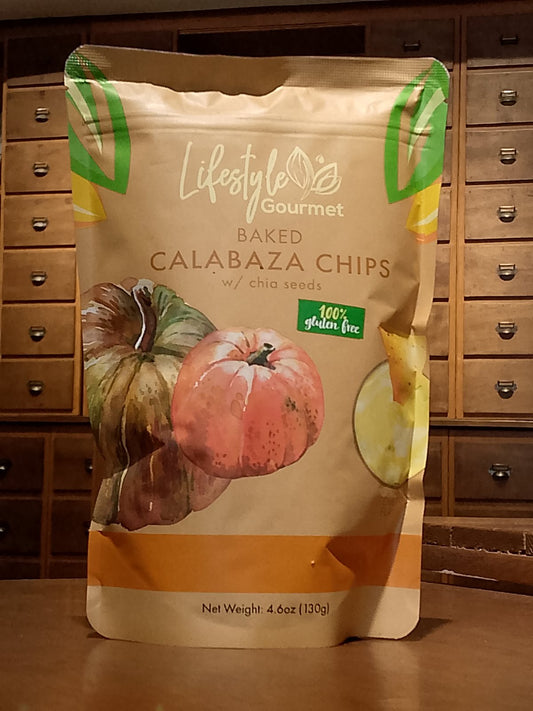 Lifestyle
Gourmet
BAKED
CALABAZA CHIPS
w/ chia seeds
100%
gluten free
Net Weight: 4.6oz (130g)